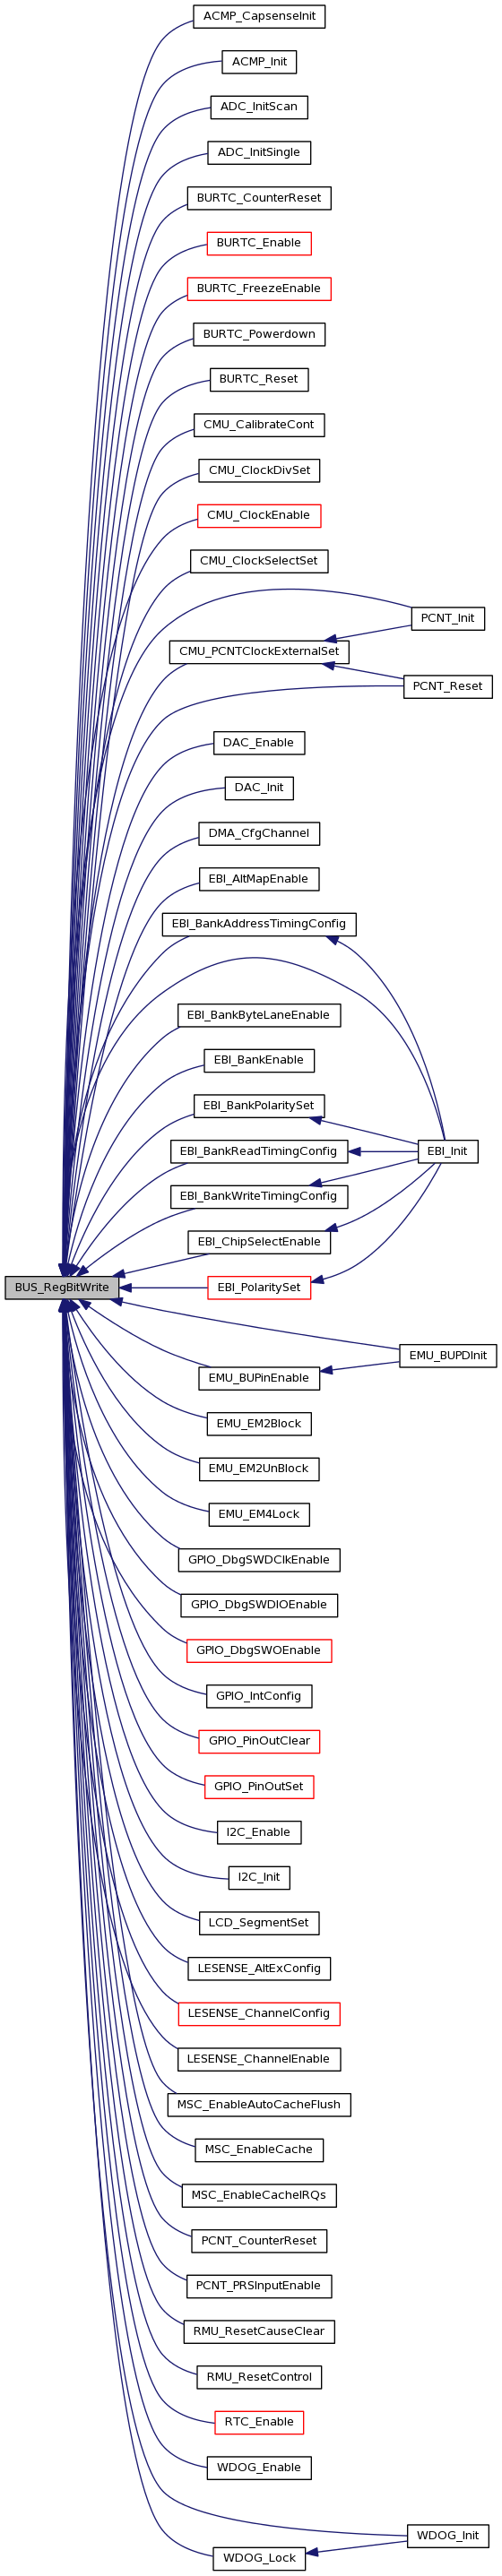 ACMP_CapsenseInit
ACMP_Init
ADC_InitScan
ADC_InitSingle
BURTC_CounterReset
BURTC_Enable
BURTC_FreezeEnable
BURTC_Powerdown
BURTC_Reset
CMU_CalibrateCont
CMU_ClockDivSet
CMU_ClockEnable
CMU_ClockSelectSet
PCNT_Init
CMU_PCNTClockExternalSet
PCNT_Reset
DAC_Enable
DAC_Init
DMA_CfgChannel
EBI_AltMapEnable
EBI_BankAddressTimingConfig
EBI_BankByteLaneEnable
EBI_BankEnable
EBI_BankPolaritySet
EBI_BankReadTimingConfig
EBI_Init
EBI_BankWriteTimingConfig
EBI_ChipSelectEnable
BUS_RegBitWrite
EBI_PolaritySet
EMU_BUPDInit
EMU_BUPinEnable
EMU_EM2Block
EMU_EM2UnBlock
EMU_EM4Lock
GPIO_DbgSWDClkEnable
GPIO_DbgSWDIOEnable
GPIO_DbgSWOEnable
GPIO_IntConfig
GPIO_PinOutClear
GPIO_PinOutSet
I2C_Enable
I2C_Init
LCD_SegmentSet
LESENSE_AltExConfig
LESENSE_ChannelConfig
LESENSE_ChannelEnable
MSC_EnableAutoCacheFlush
MSC_EnableCache
MSC_EnableCacheIRQs
PCNT_CounterReset
PCNT_PRSInputEnable
RMU_ResetCauseClear
RMU_ResetControl
RTC_Enable
WDOG_Enable
WDOG_Init
WDOG_Lock